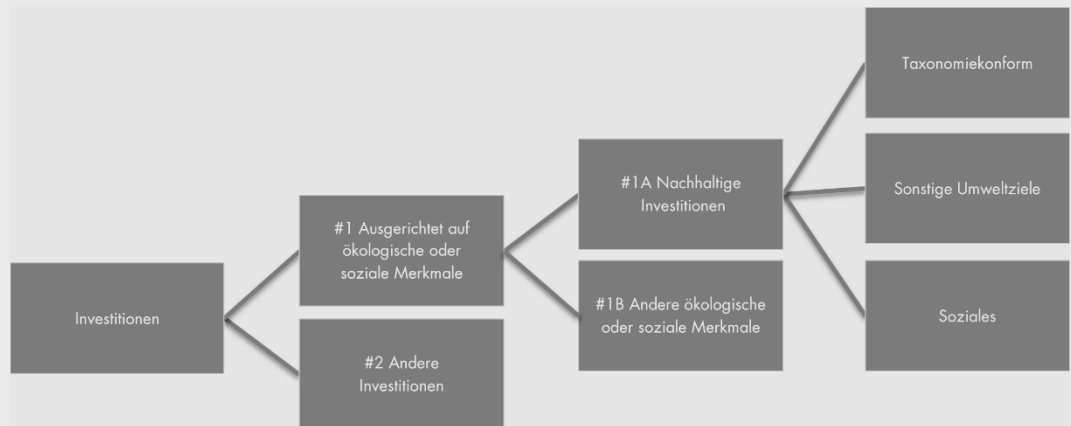 Investitionen
#1 Ausgerichtet auf
ökologische oder
soziale Merkmale
#2 Andere
Investitionen
#1A Nachhaltige
Investitionen
#1B Andere ökologische
oder soziale Merkmale
Taxonomiekonform
Sonstige Umweltziele
Soziales